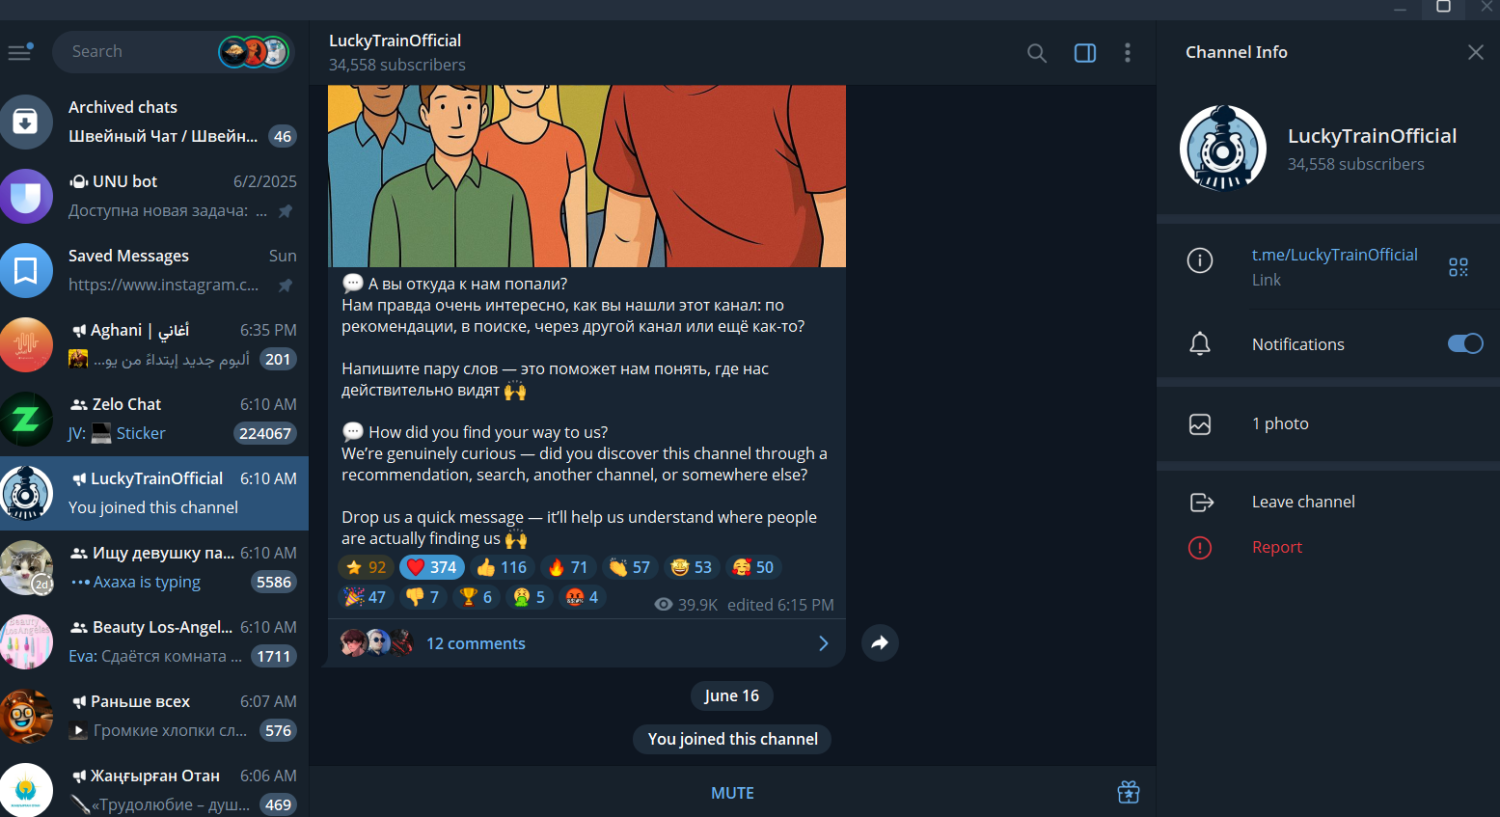 Search
Archived chats
Швейный Чат / Швейн...
46
UNU bot
6/2/2025
Доступна новая задача: ...
Saved Messages
Sun
https://www.instagram.c...
Aghani | أغاني
6:35 PM
ألبوم جديد إبتداءً من يو...
201
Zelo Chat
6:10 AM
JV: Sticker
224067
LuckyTrainOfficial
6:10 AM
You joined this channel
Ищу девушку па...
6:10 AM
Ахаха is typing
5586
2d
Beauty Los-Angel...
6:10 AM
Eva: Сдаётся комната ...
1711
Раньше всех
6:07 AM
Громкие хлопки сл...
576
Жаңғырған Отан
6:06 AM
«Трудолюбие – душ...
469
LuckyTrainOfficial
34,558 subscribers
💬 А вы откуда к нам попали?
Нам правда очень интересно, как вы нашли этот канал: по
рекомендации, в поиске, через другой канал или ещё как-то?
Напишите пару слов — это поможет нам понять, где нас
действительно видят 🙌
💬 How did you find your way to us?
We're genuinely curious — did you discover this channel through a
recommendation, search, another channel, or somewhere else?
Drop us a quick message — it'll help us understand where people
are actually finding us 🙌
⭐ 92 ❤️ 374 👍 116 🔥 71 👏 57 🤩 53 🥰 50
🎉 47 👎 7 🏆 6 🤮 5 🤬 4
39.9K edited 6:15 PM
12 comments
June 16
You joined this channel
MUTE
Channel Info
LuckyTrainOfficial
34,558 subscribers
t.me/LuckyTrainOfficial
Link
Notifications
1 photo
Leave channel
Report